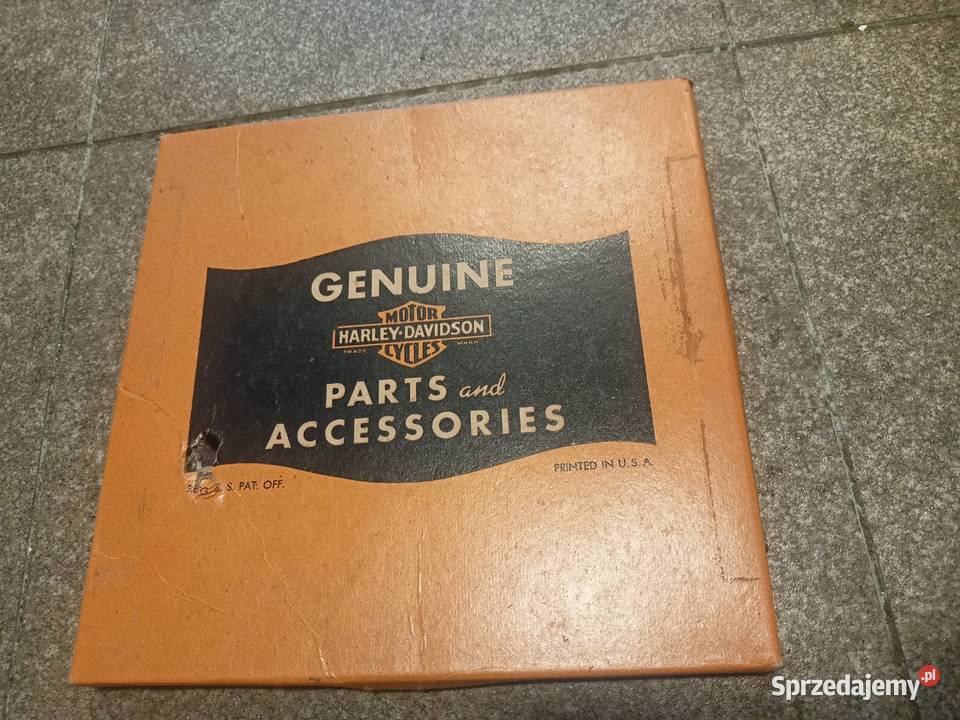 GENUINE
MOTOR
HARLEY-DAVIDSON
TRADE MARK
CYCLES
PARTS and
ACCESSORIES
PRINTED IN U.S.A.
S. PAT. OFF.
Sprzedajemy.pl